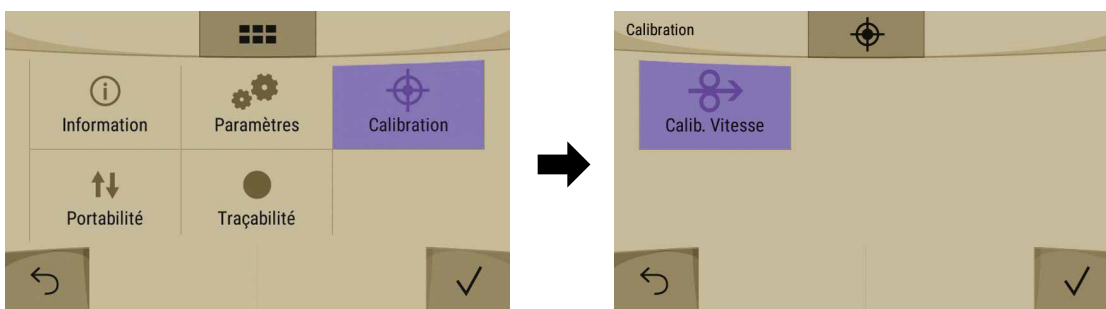 Information
Paramètres
Calibration
Portabilité
Traçabilité
Calibration
Calib. Vitesse